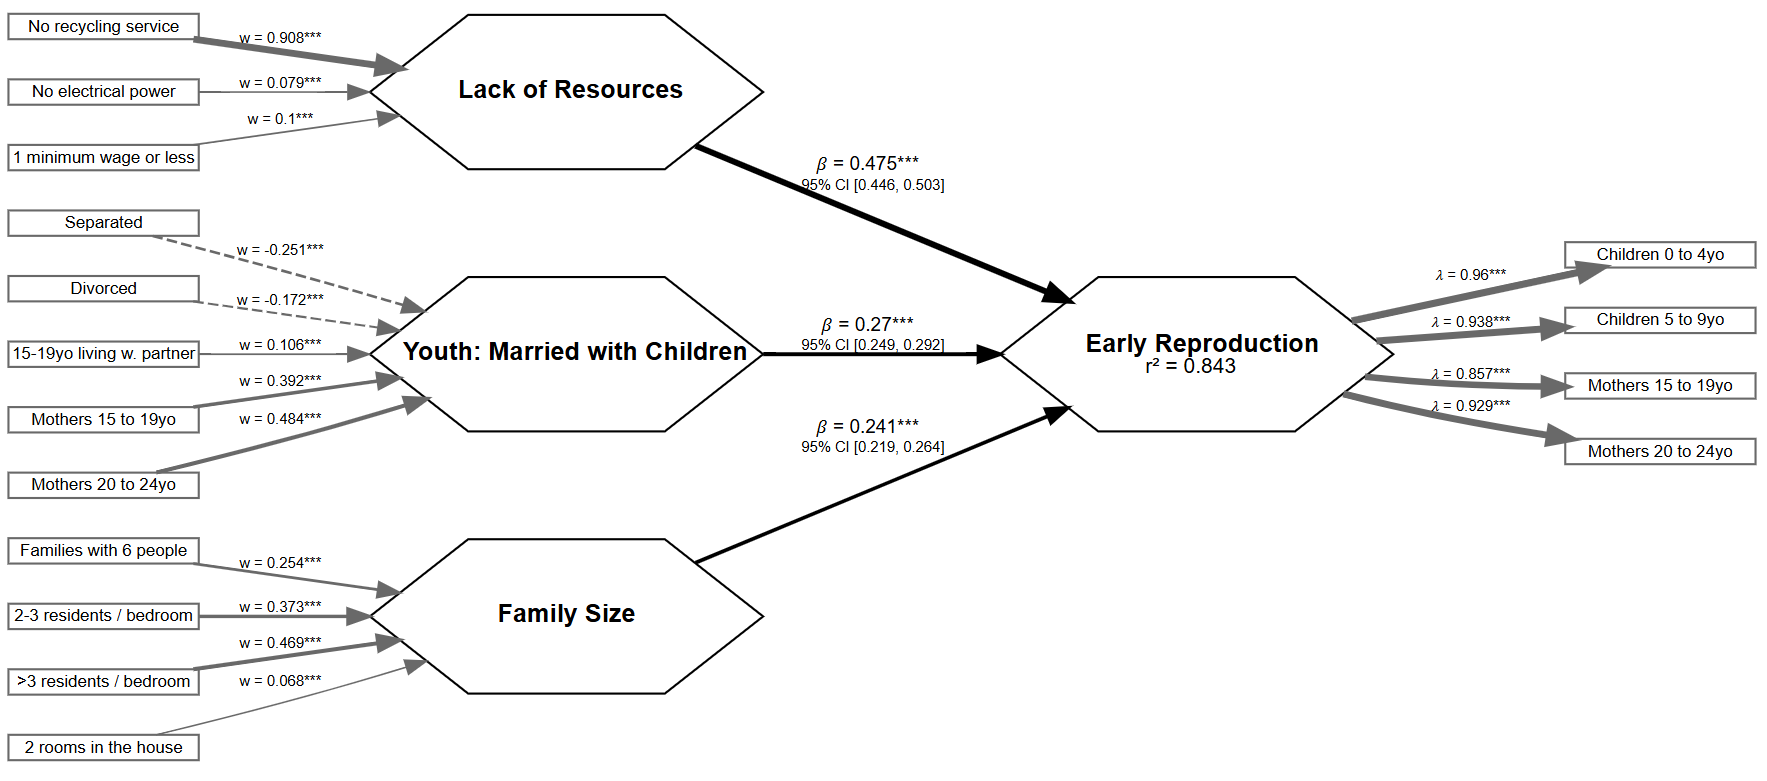 No recycling service
w = 0.908***
No electrical power
w = 0.079***
1 minimum wage or less
w = 0.1***
Lack of Resources
Separated
w = -0.251***
Divorced
w = -0.172***
15-19yo living w. partner
w = 0.106***
Mothers 15 to 19yo
w = 0.392***
Mothers 20 to 24yo
w = 0.484***
Youth: Married with Children
Families with 6 people
w = 0.254***
2-3 residents / bedroom
w = 0.373***
>3 residents / bedroom
w = 0.469***
2 rooms in the house
w = 0.068***
Family Size
β = 0.475***
95% CI [0.446, 0.503]
β = 0.27***
95% CI [0.249, 0.292]
β = 0.241***
95% CI [0.219, 0.264]
Early Reproduction
r² = 0.843
λ = 0.96***
Children 0 to 4yo
λ = 0.938***
Children 5 to 9yo
λ = 0.857***
Mothers 15 to 19yo
λ = 0.929***
Mothers 20 to 24yo